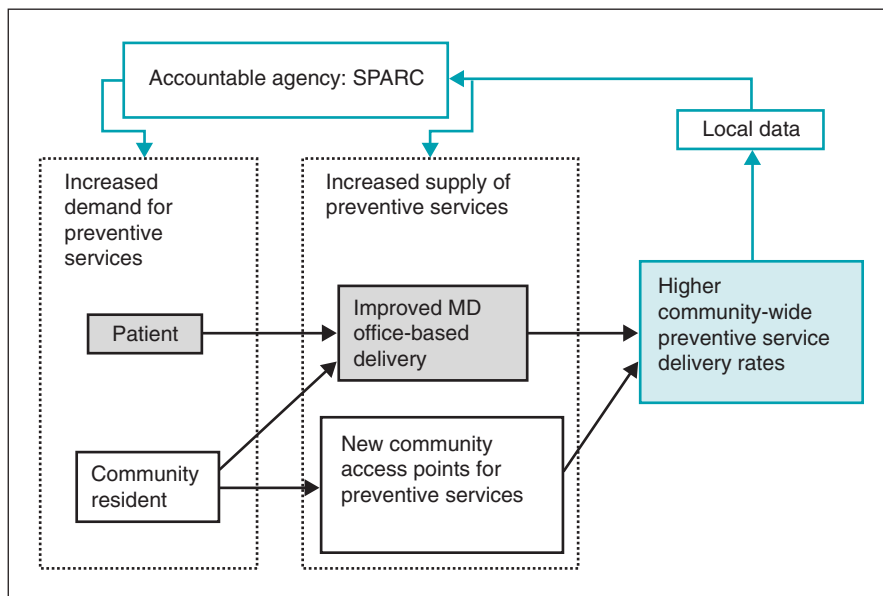 Accountable agency: SPARC
Local data
Increased
demand for
preventive
services
Increased supply of
preventive services
Patient
Improved MD
office-based
delivery
Higher
community-wide
preventive service
delivery rates
Community
resident
New community
access points for
preventive services